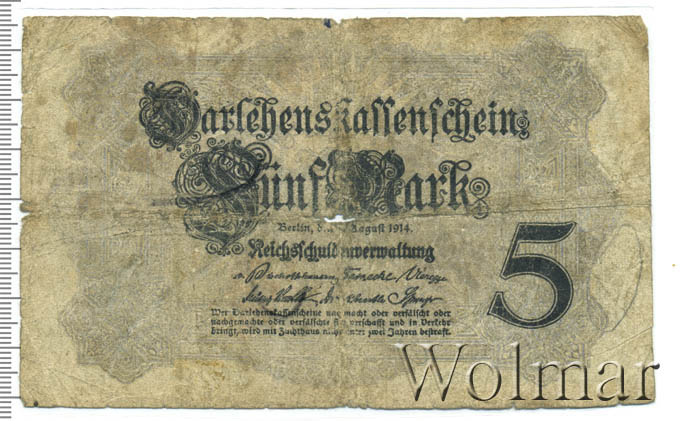 Darlehenskassenschein
Fünf Mark
Berlin, d August 1914.
Reichsschuldenverwaltung
5
Wer Darlehenskassenscheine nachmacht oder verfälscht oder
nachgemachte oder verfälschte sich verschafft und in Verkehr
bringt, wird mit Zuchthaus nicht unter zwei Jahren bestraft.
Wolmar